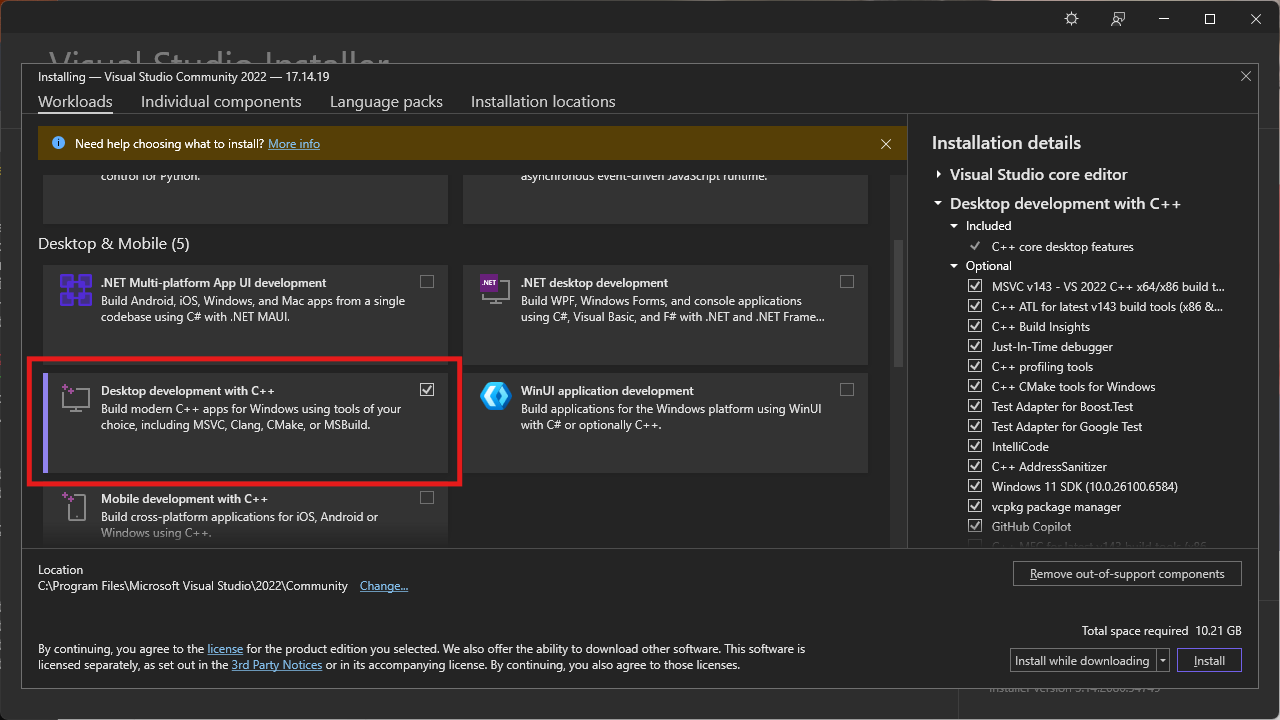 Visual Studio Installer
Installing — Visual Studio Community 2022 — 17.14.19
Workloads
Individual components
Language packs
Installation locations
Need help choosing what to install? More info
control for Python.
asynchronous event-driven JavaScript runtime.
Desktop & Mobile (5)
.NET Multi-platform App UI development
Build Android, iOS, Windows, and Mac apps from a single
codebase using C# with .NET MAUI.
.NET
.NET desktop development
Build WPF, Windows Forms, and console applications
using C#, Visual Basic, and F# with .NET and .NET Frame...
Desktop development with C++
Build modern C++ apps for Windows using tools of your
choice, including MSVC, Clang, CMake, or MSBuild.
WinUI application development
Build applications for the Windows platform using WinUI
with C# or optionally C++.
Mobile development with C++
Build cross-platform applications for iOS, Android or
Windows using C++.
Installation details
Visual Studio core editor
Desktop development with C++
Included
C++ core desktop features
Optional
MSVC v143 - VS 2022 C++ x64/x86 build t...
C++ ATL for latest v143 build tools (x86 &...
C++ Build Insights
Just-In-Time debugger
C++ profiling tools
C++ CMake tools for Windows
Test Adapter for Boost.Test
Test Adapter for Google Test
IntelliCode
C++ AddressSanitizer
Windows 11 SDK (10.0.26100.6584)
vcpkg package manager
GitHub Copilot
C++ MFC for latest v143 build tools (x86
Location
C:\Program Files\Microsoft Visual Studio\2022\Community Change...
Remove out-of-support components
Total space required 10.21 GB
By continuing, you agree to the license for the product edition you selected. We also offer the ability to download other software. This software is
licensed separately, as set out in the 3rd Party Notices or in its accompanying license. By continuing, you also agree to those licenses.
Install while downloading
Install
Installer version